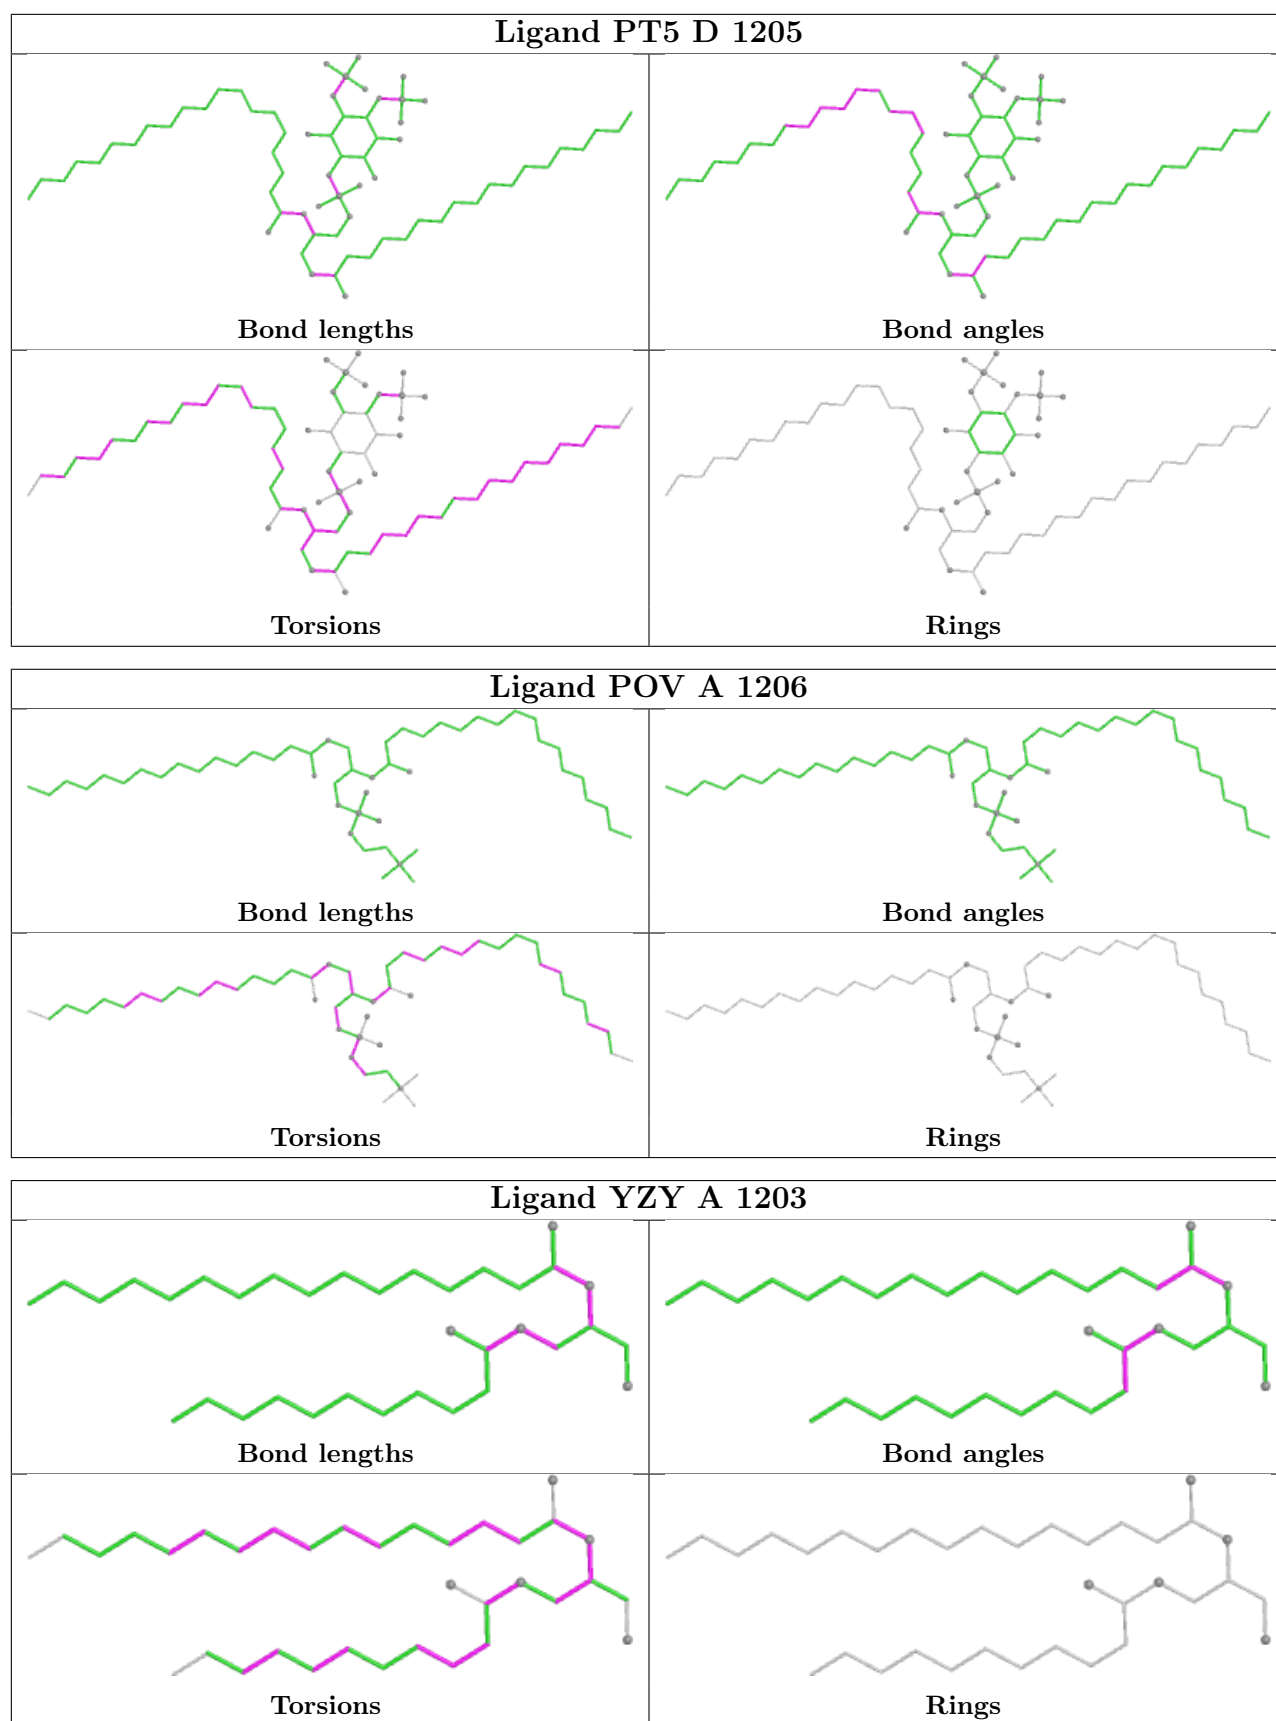 Ligand PT5 D 1205
Bond lengths
Bond angles
Torsions
Rings
Ligand POV A 1206
Bond lengths
Bond angles
Torsions
Rings
Ligand YZY A 1203
Bond lengths
Bond angles
Torsions
Rings